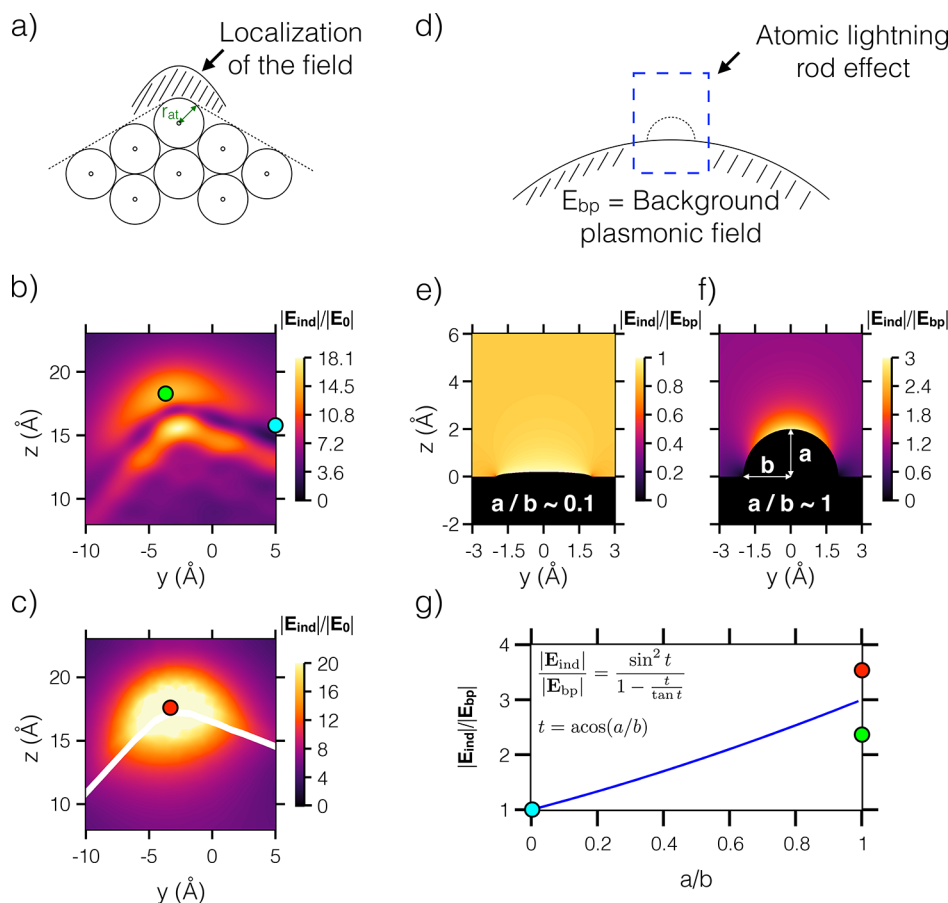 a)
Localization
of the field
r_at
d)
Atomic lightning
rod effect
E_bp = Background
plasmonic field
b)
|E_ind|/|E_0|
18.1
14.5
10.8
7.2
3.6
0.0
20
15
10
z (Å)
-10
-5
0
5
y (Å)
e)
|E_ind|/|E_bp|
1
0.8
0.6
0.4
0.2
0
6
4
2
0
-2
z (Å)
a / b ~ 0.1
-3
-1.5
0
1.5
3
y (Å)
f)
|E_ind|/|E_bp|
3
2.4
1.8
1.2
0.6
0
b
a
a / b ~ 1
-3
-1.5
0
1.5
3
y (Å)
c)
|E_ind|/|E_0|
20
16
12
8
4
0
20
15
10
z (Å)
-10
-5
0
5
y (Å)
g)
4
3
2
1
|E_ind|/|E_bp|
|E_ind|/|E_bp| = sin² t / (1 − t/tan t)
t = acos(a/b)
0
0.2
0.4
0.6
0.8
1
a/b